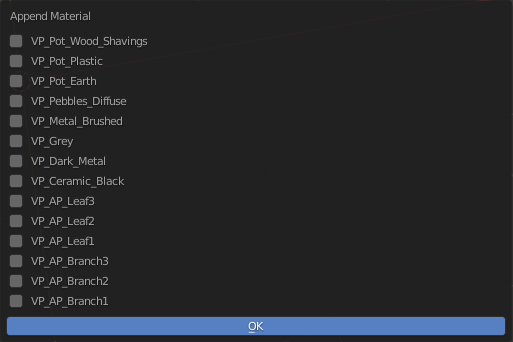 Append Material
VP_Pot_Wood_Shavings
VP_Pot_Plastic
VP_Pot_Earth
VP_Pebbles_Diffuse
VP_Metal_Brushed
VP_Grey
VP_Dark_Metal
VP_Ceramic_Black
VP_AP_Leaf3
VP_AP_Leaf2
VP_AP_Leaf1
VP_AP_Branch3
VP_AP_Branch2
VP_AP_Branch1
OK